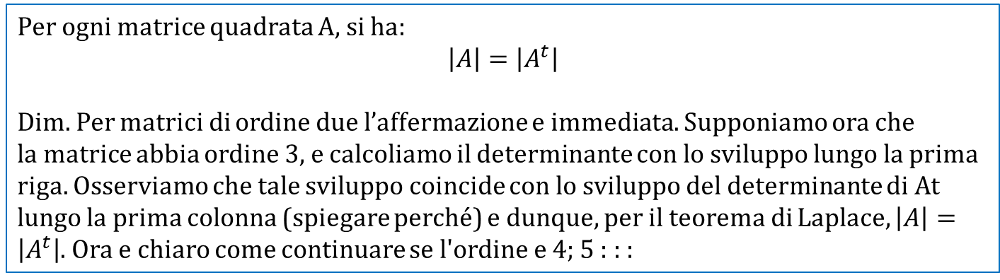 Per ogni matrice quadrata A, si ha:
|𝐴| = |𝐴ᵗ|
Dim. Per matrici di ordine due l’affermazione e immediata. Supponiamo ora che
la matrice abbia ordine 3, e calcoliamo il determinante con lo sviluppo lungo la prima
riga. Osserviamo che tale sviluppo coincide con lo sviluppo del determinante di At
lungo la prima colonna (spiegare perché) e dunque, per il teorema di Laplace, |𝐴| =
|𝐴ᵗ|. Ora e chiaro come continuare se l'ordine e 4; 5 : : :